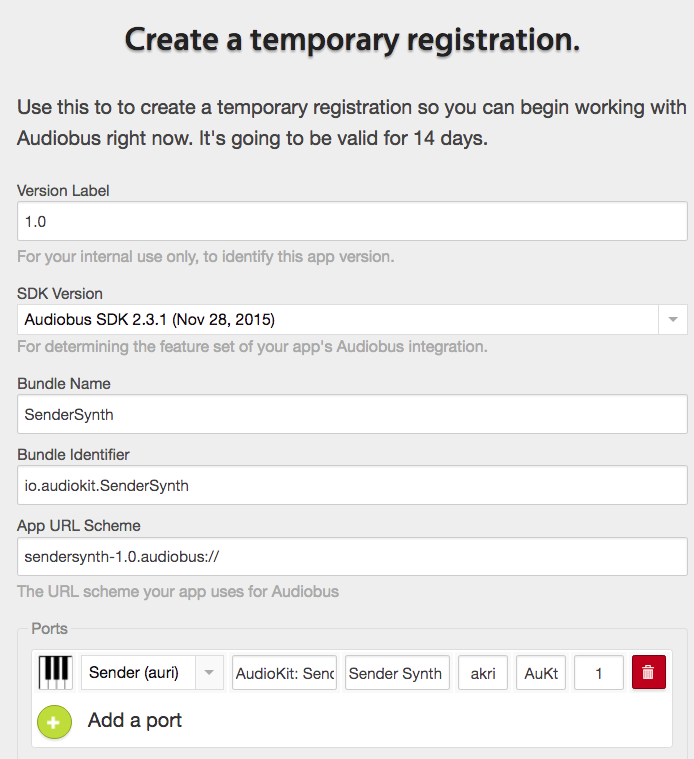 Create a temporary registration.
Use this to to create a temporary registration so you can begin working with
Audiobus right now. It's going to be valid for 14 days.
Version Label
1.0
For your internal use only, to identify this app version.
SDK Version
Audiobus SDK 2.3.1 (Nov 28, 2015)
For determining the feature set of your app's Audiobus integration.
Bundle Name
SenderSynth
Bundle Identifier
io.audiokit.SenderSynth
App URL Scheme
sendersynth-1.0.audiobus://
The URL scheme your app uses for Audiobus
Ports
Sender (auri) AudioKit: Send Sender Synth akri AuKt 1
Add a port